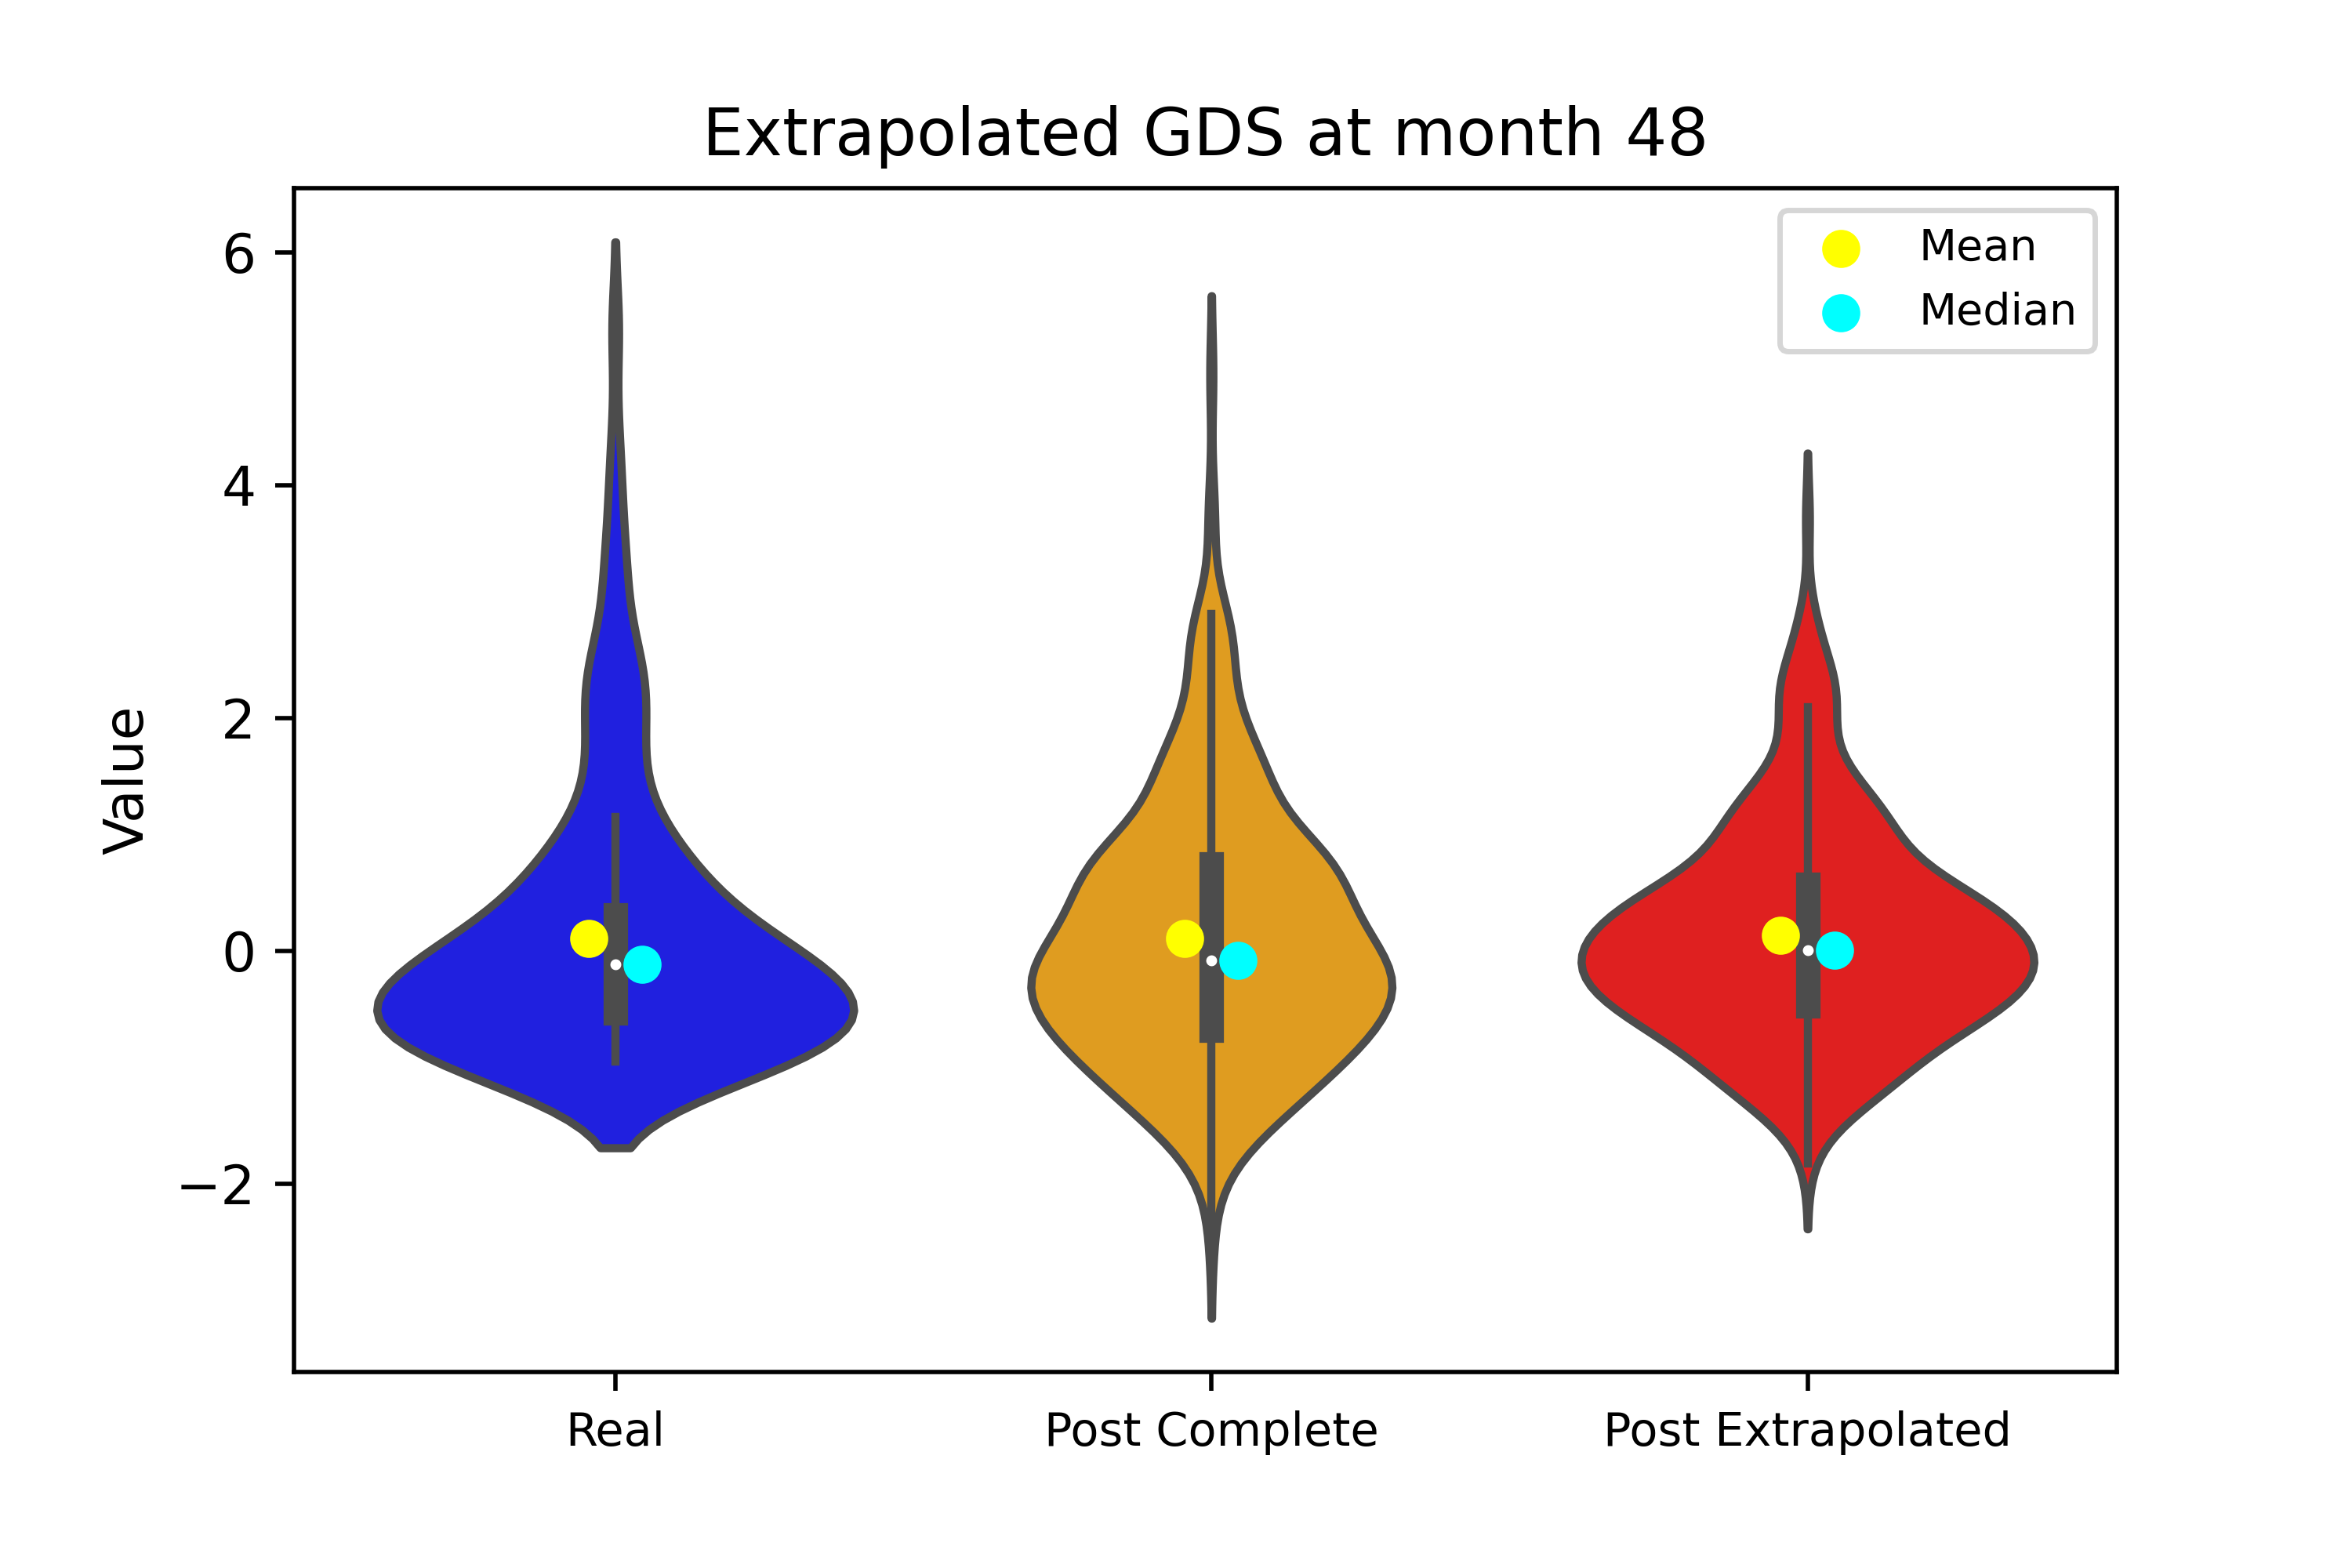 Extrapolated GDS at month 48
Mean
Median
6
4
2
0
−2
Value
Real
Post Complete
Post Extrapolated